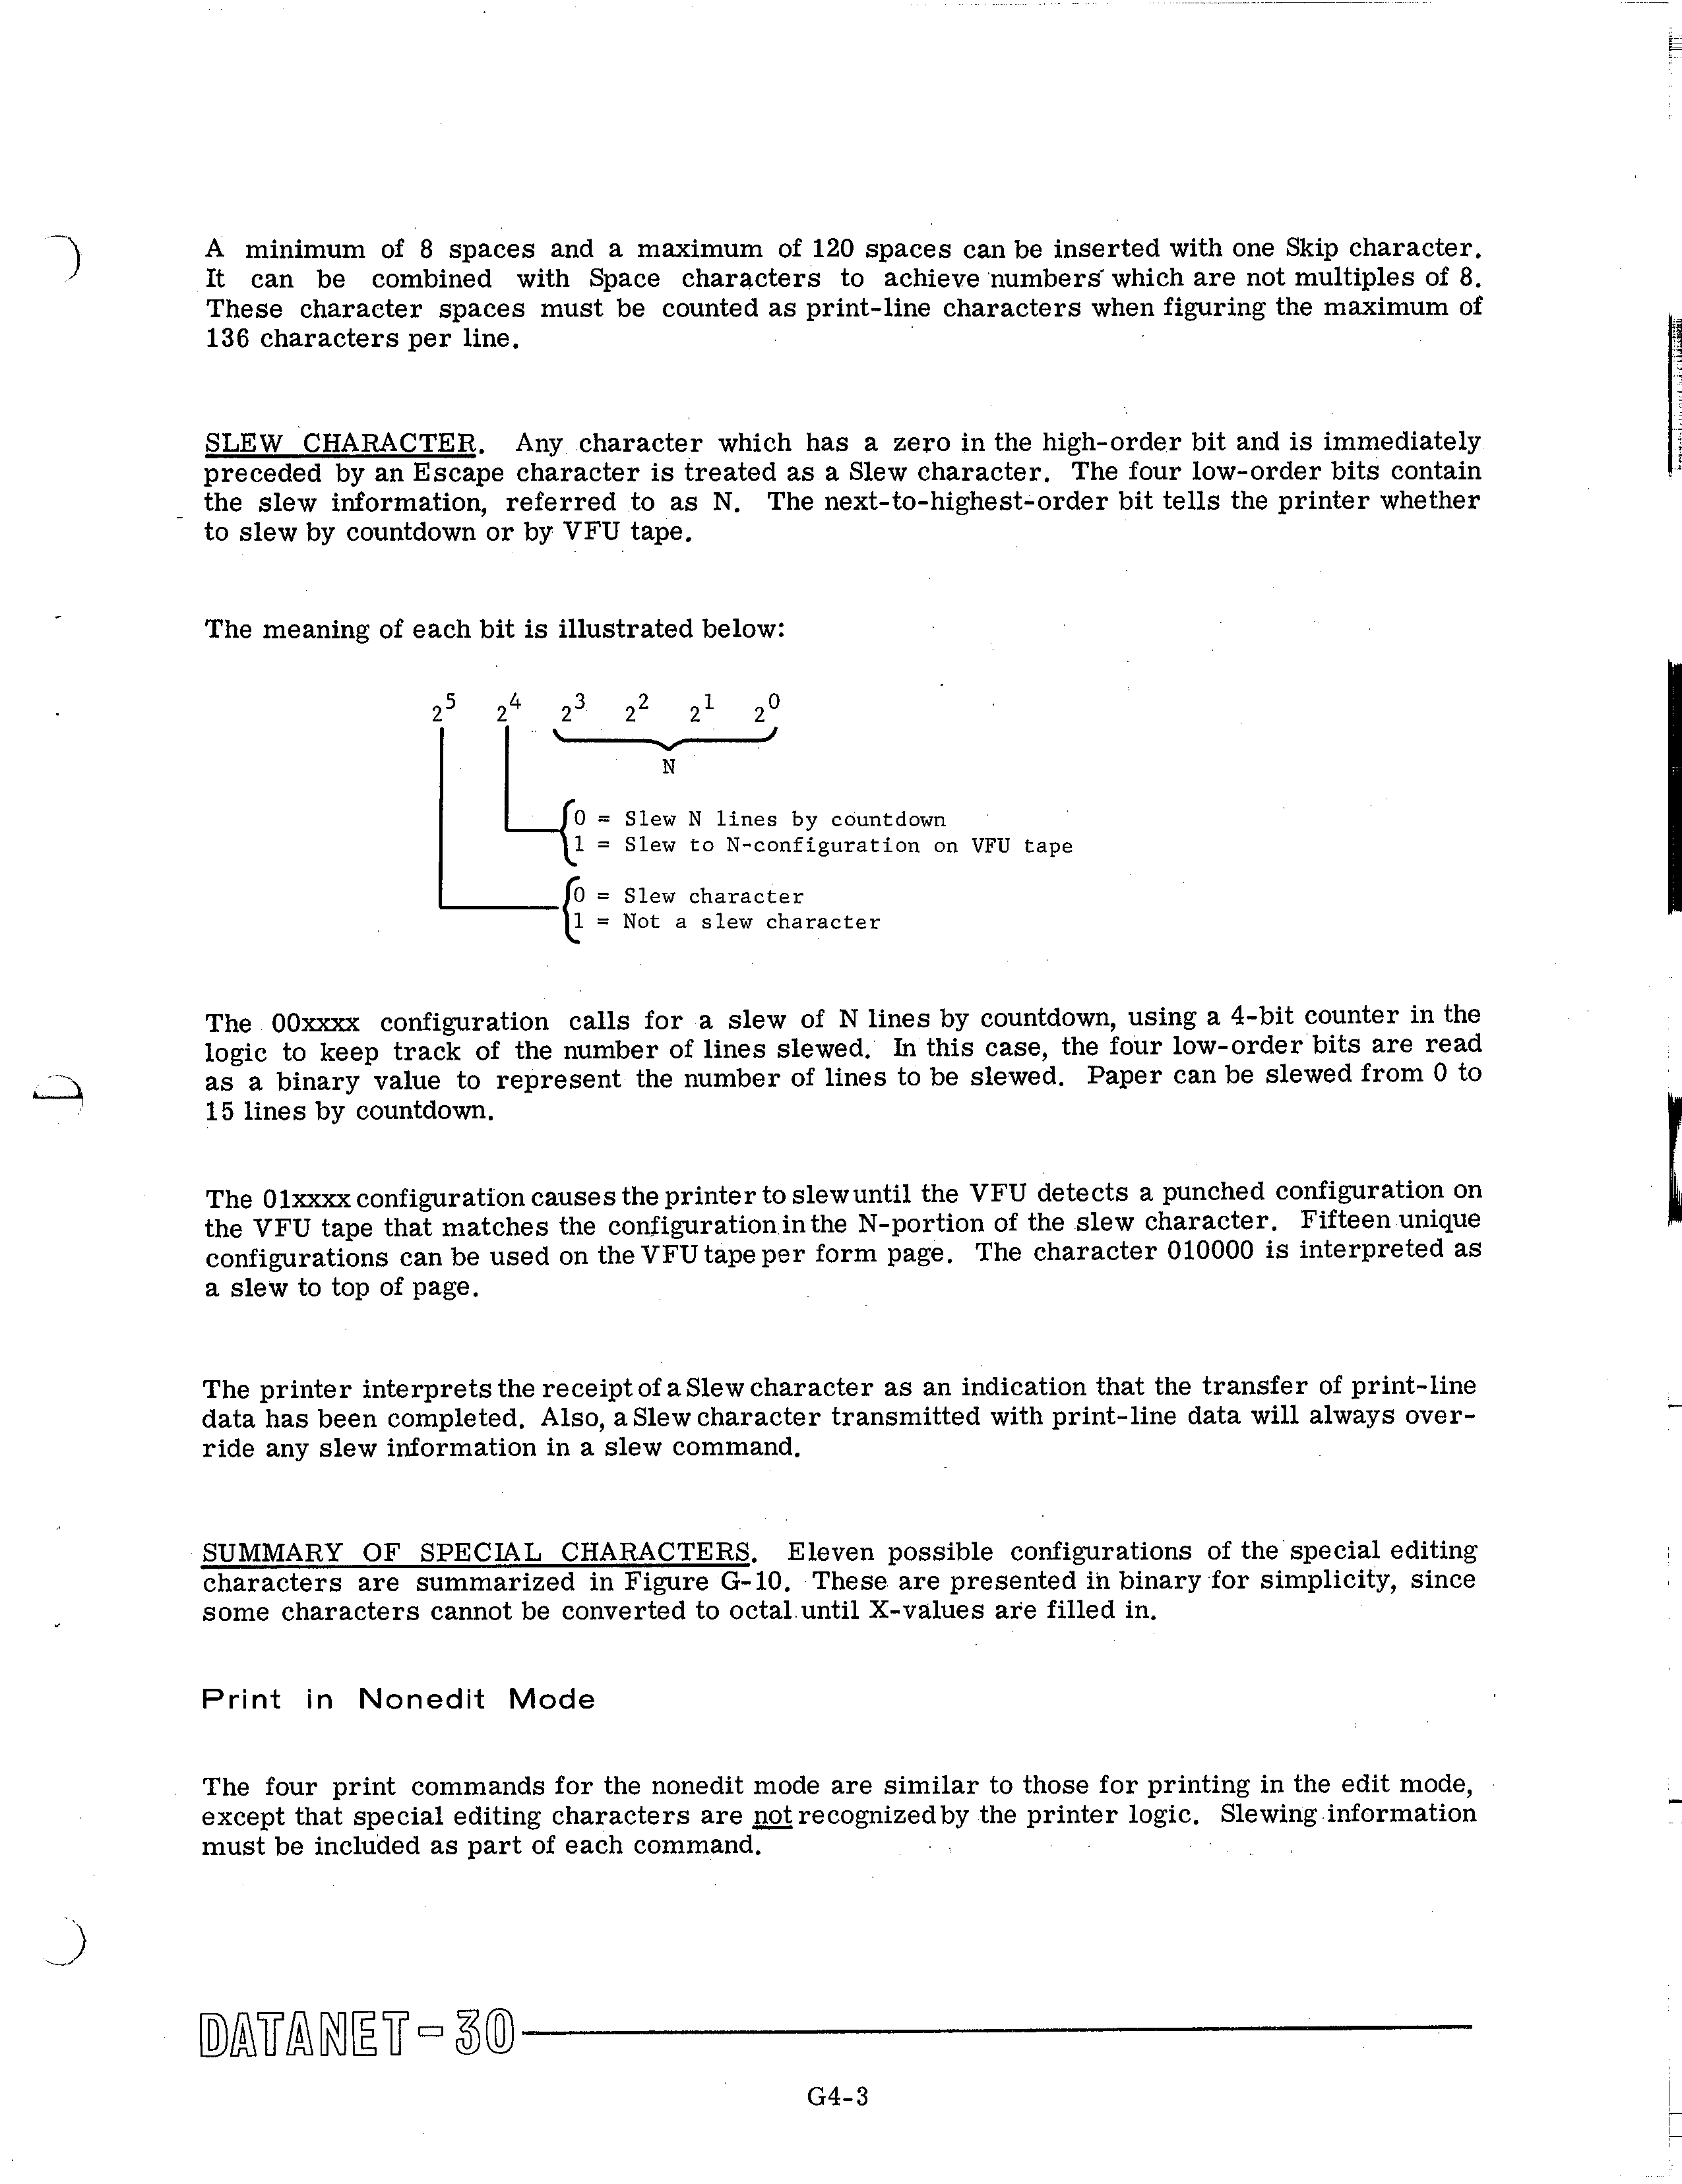 A minimum of 8 spaces and a maximum of 120 spaces can be inserted with one Skip character.
It can be combined with Space characters to achieve numbers which are not multiples of 8.
These character spaces must be counted as print-line characters when figuring the maximum of
136 characters per line.
SLEW CHARACTER. Any character which has a zero in the high-order bit and is immediately
preceded by an Escape character is treated as a Slew character. The four low-order bits contain
the slew information, referred to as N. The next-to-highest-order bit tells the printer whether
to slew by countdown or by VFU tape.
The meaning of each bit is illustrated below:
2^5 2^4 2^3 2^2 2^1 2^0
N
0 = Slew N lines by countdown
1 = Slew to N-configuration on VFU tape
0 = Slew character
1 = Not a slew character
The 00xxxx configuration calls for a slew of N lines by countdown, using a 4-bit counter in the
logic to keep track of the number of lines slewed. In this case, the four low-order bits are read
as a binary value to represent the number of lines to be slewed. Paper can be slewed from 0 to
15 lines by countdown.
The 01xxxx configuration causes the printer to slew until the VFU detects a punched configuration on
the VFU tape that matches the configuration in the N-portion of the slew character. Fifteen unique
configurations can be used on the VFU tape per form page. The character 010000 is interpreted as
a slew to top of page.
The printer interprets the receipt of a Slew character as an indication that the transfer of print-line
data has been completed. Also, a Slew character transmitted with print-line data will always over-
ride any slew information in a slew command.
SUMMARY OF SPECIAL CHARACTERS. Eleven possible configurations of the special editing
characters are summarized in Figure G-10. These are presented in binary for simplicity, since
some characters cannot be converted to octal until X-values are filled in.
Print in Nonedit Mode
The four print commands for the nonedit mode are similar to those for printing in the edit mode,
except that special editing characters are not recognized by the printer logic. Slewing information
must be included as part of each command.
DATANET-30
G4-3